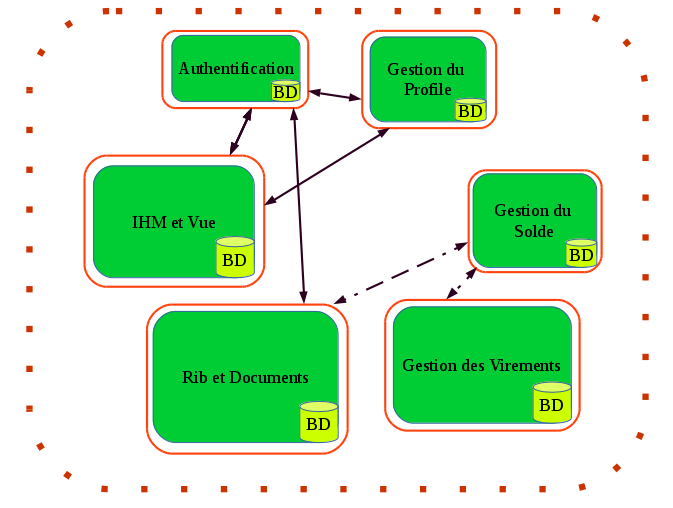 Authentification
BD
Gestion du
Profile
BD
IHM et Vue
BD
Gestion du
Solde
BD
Rib et Documents
BD
Gestion des Virements
BD